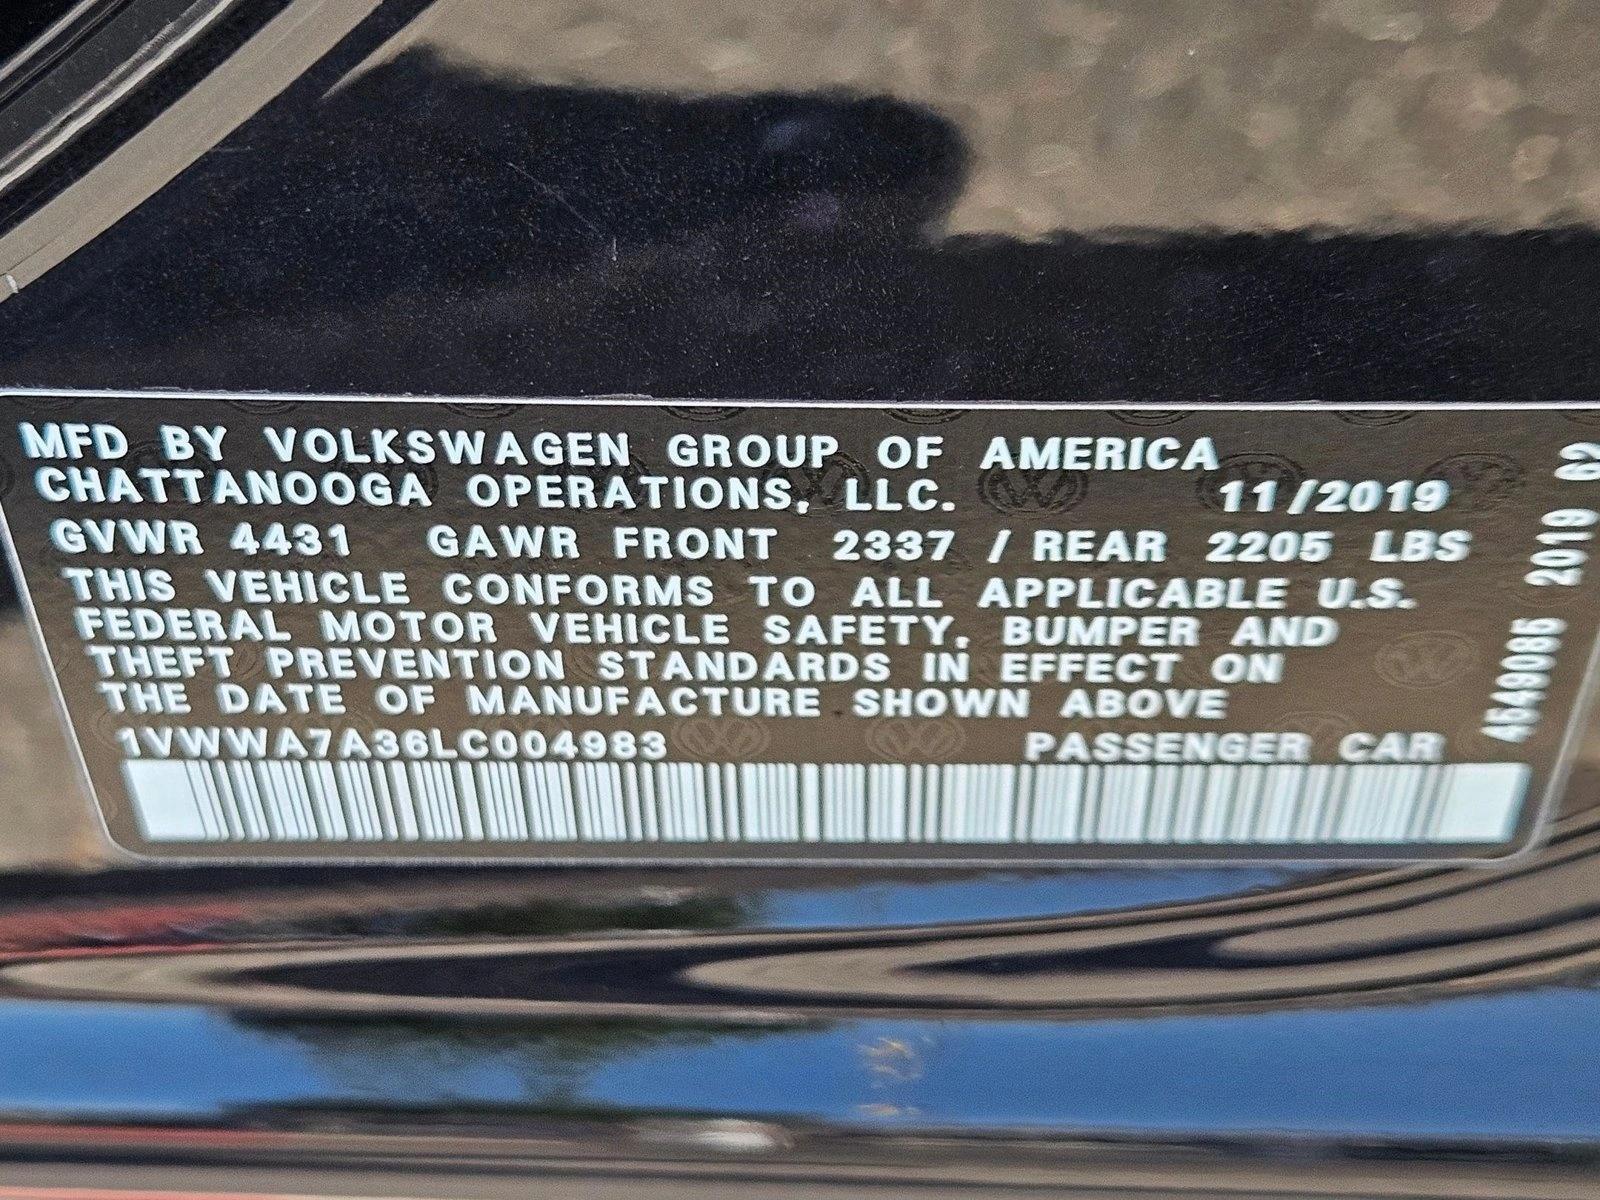 MFD BY VOLKSWAGEN GROUP OF AMERICA
CHATTANOOGA OPERATIONS, LLC. 11/2019
GVWR 4431 GAWR FRONT 2337 / REAR 2205 LBS
THIS VEHICLE CONFORMS TO ALL APPLICABLE U.S.
FEDERAL MOTOR VEHICLE SAFETY, BUMPER AND
THEFT PREVENTION STANDARDS IN EFFECT ON
THE DATE OF MANUFACTURE SHOWN ABOVE
1VWWA7A36LC004983 PASSENGER CAR
4549085 2019 62